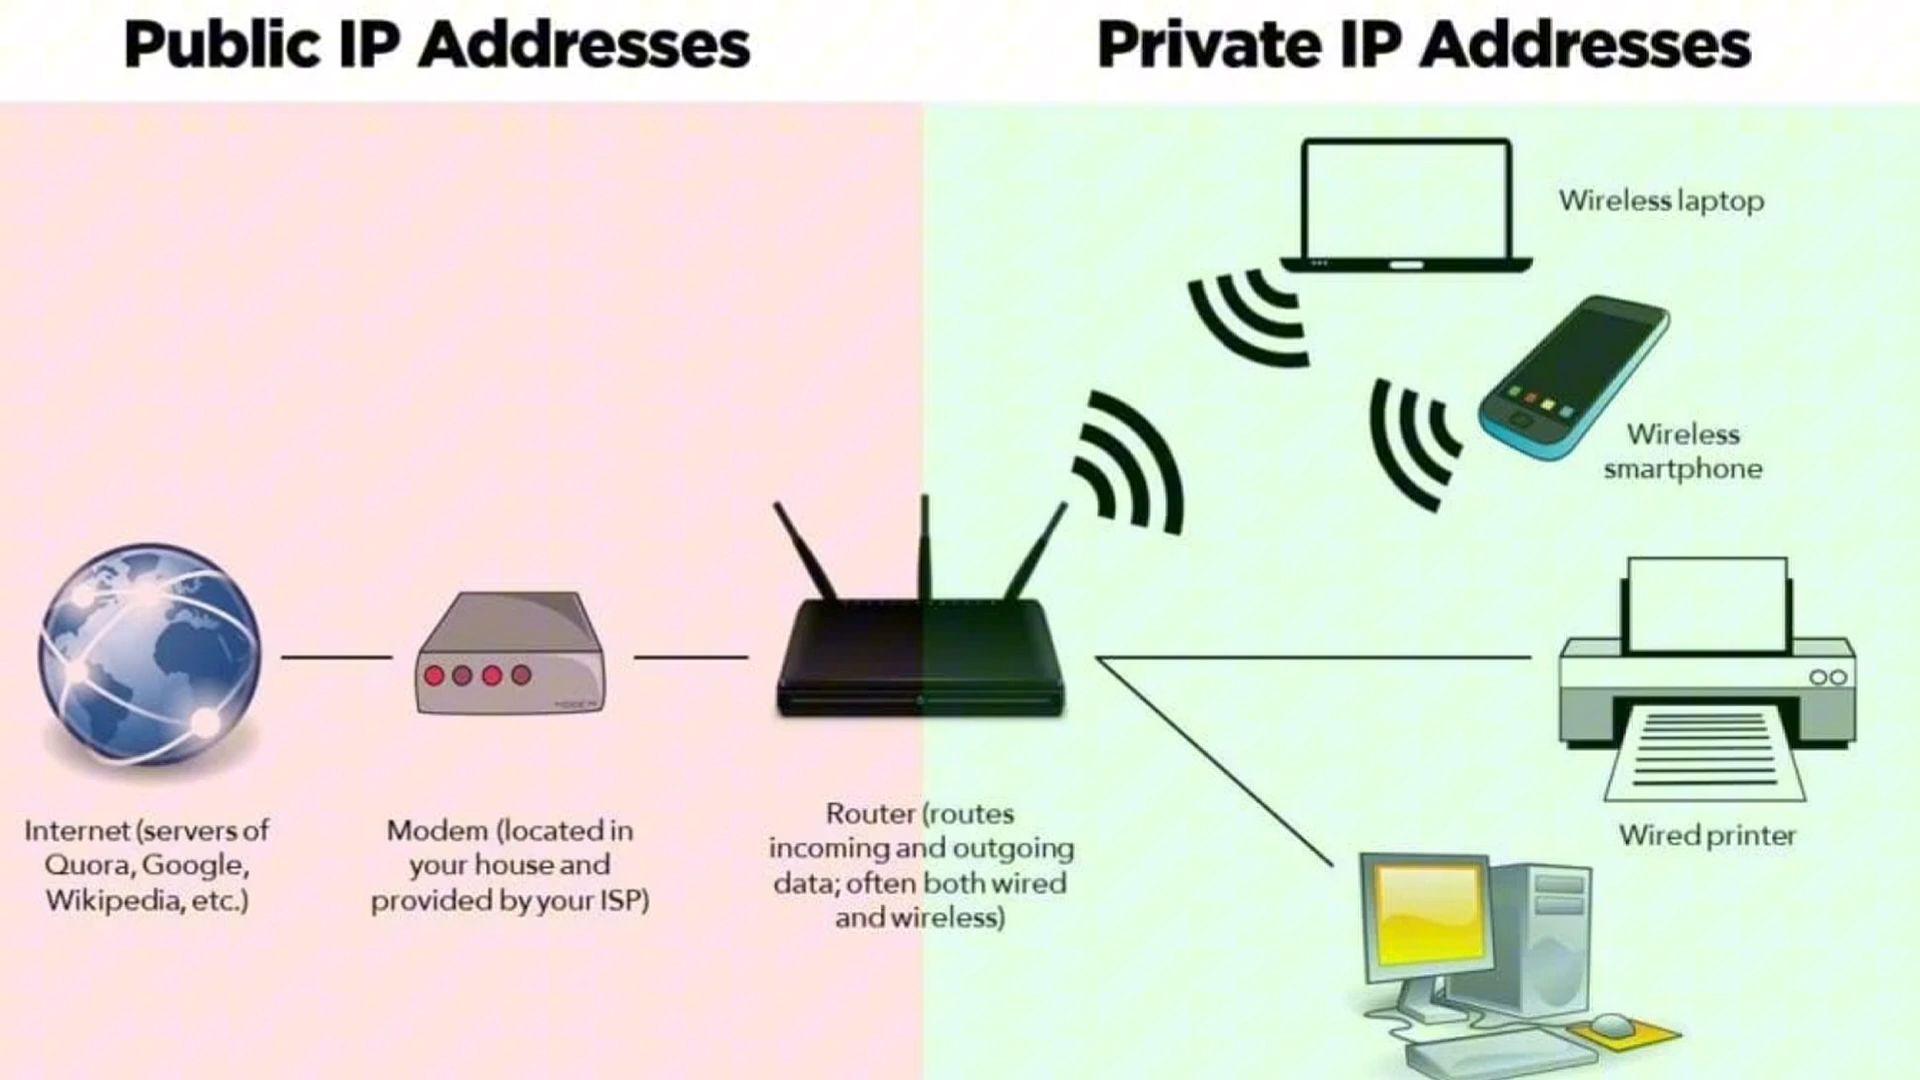 Public IP Addresses
Private IP Addresses
Wireless laptop
Wireless
smartphone
Internet (servers of
Quora, Google,
Wikipedia, etc.)
Modem (located in
your house and
provided by your ISP)
Router (routes
incoming and outgoing
data; often both wired
and wireless)
Wired printer
MODEM